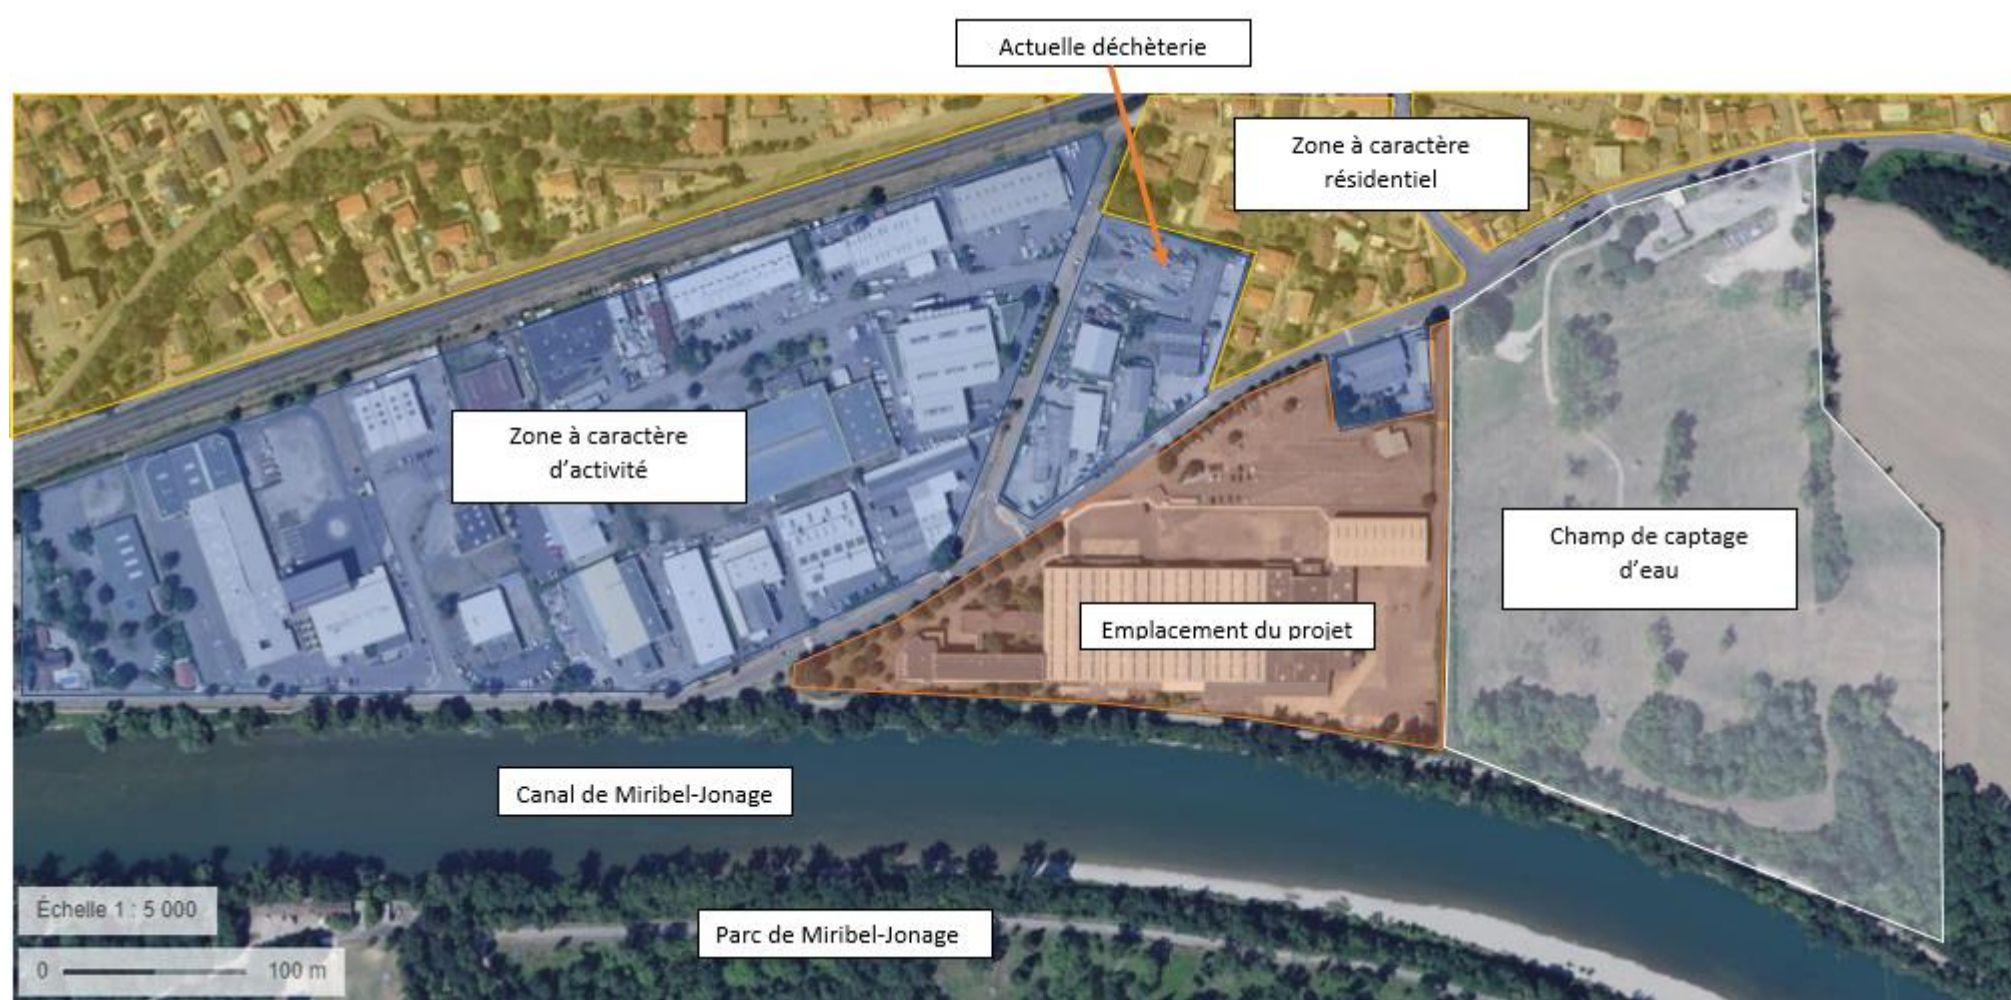 Actuelle déchèterie
Zone à caractère
résidentiel
Zone à caractère
d'activité
Champ de captage
d'eau
Emplacement du projet
Canal de Miribel-Jonage
Échelle 1 : 5 000
Parc de Miribel-Jonage
0 100 m